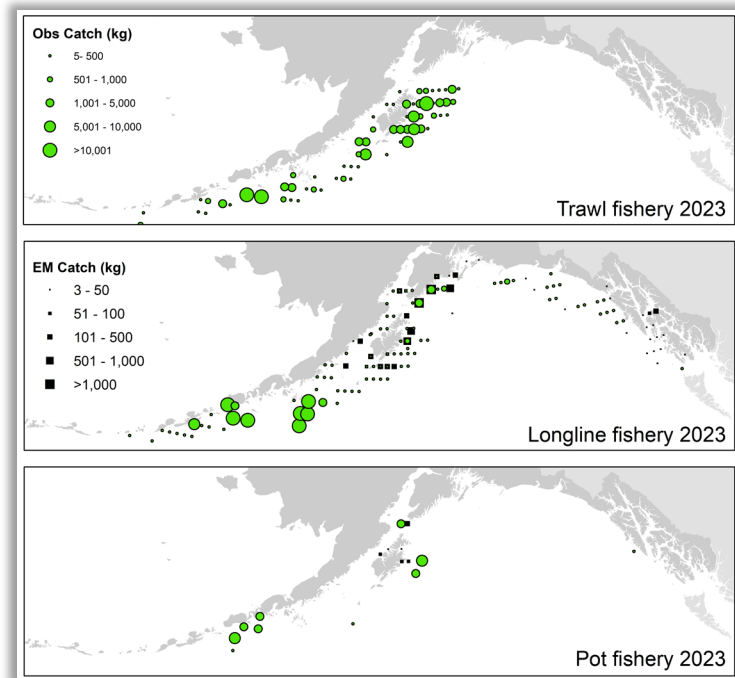 Obs Catch (kg)
5- 500
501 - 1,000
1,001 - 5,000
5,001 - 10,000
>10,001
Trawl fishery 2023
EM Catch (kg)
3 - 50
51 - 100
101 - 500
501 - 1,000
>1,000
Longline fishery 2023
Pot fishery 2023